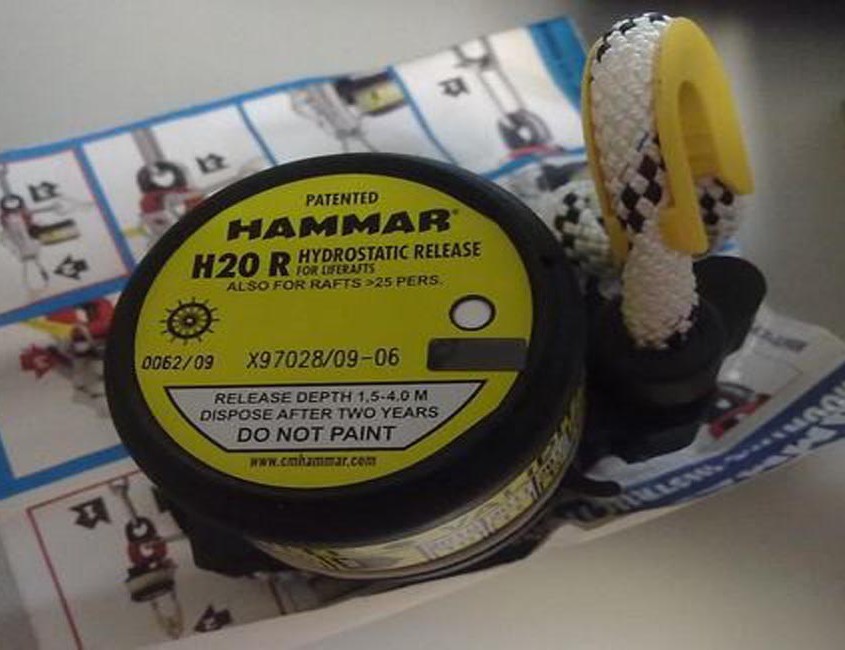 PATENTED
HAMMAR®
H20 R HYDROSTATIC RELEASE
FOR LIFERAFTS
ALSO FOR RAFTS >25 PERS.
0062/09 X97028/09-06
RELEASE DEPTH 1,5-4.0 M
DISPOSE AFTER TWO YEARS
DO NOT PAINT
www.cmhammar.com